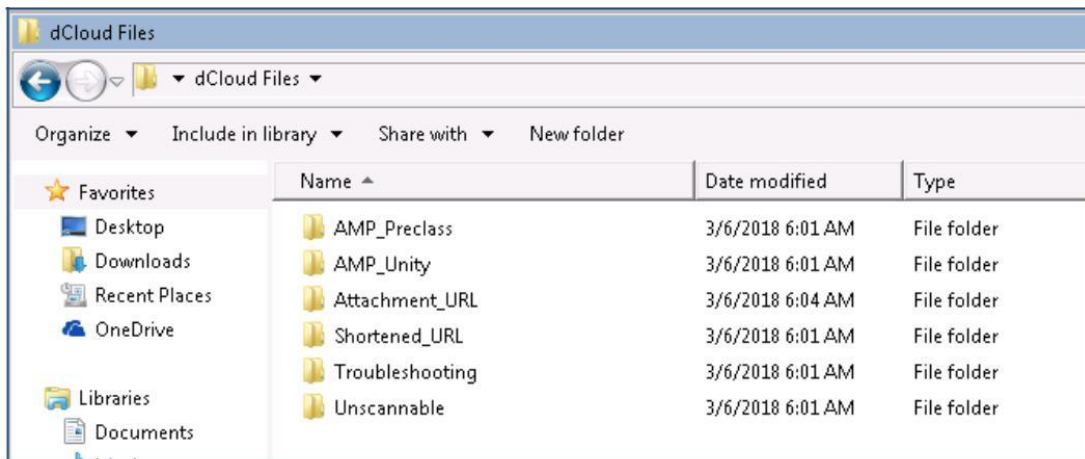 dCloud Files
dCloud Files
Organize Include in library Share with New folder
Name Date modified Type
Favorites
Desktop
Downloads
Recent Places
OneDrive
Libraries
Documents
AMP_Preclass 3/6/2018 6:01 AM File folder
AMP_Unity 3/6/2018 6:01 AM File folder
Attachment_URL 3/6/2018 6:04 AM File folder
Shortened_URL 3/6/2018 6:01 AM File folder
Troubleshooting 3/6/2018 6:01 AM File folder
Unscannable 3/6/2018 6:01 AM File folder